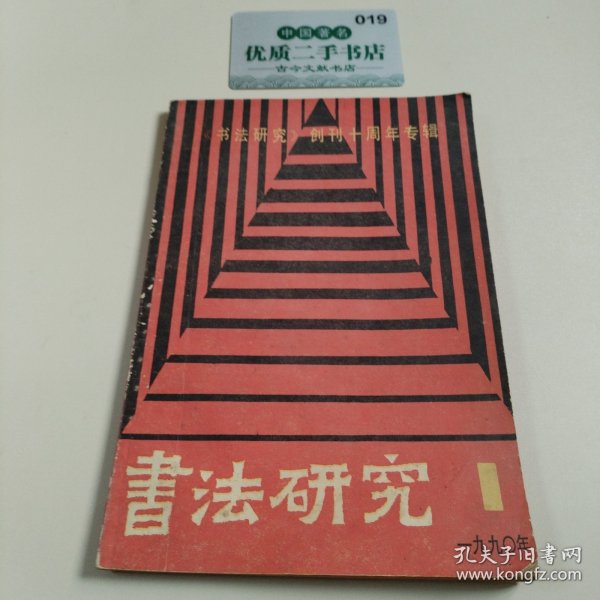 019
中国著名
优质二手书店
古今文献书店
《书法研究》创刊十周年专辑
書法研究
1
一九九〇年
孔夫子旧书网
www.kongfz.com